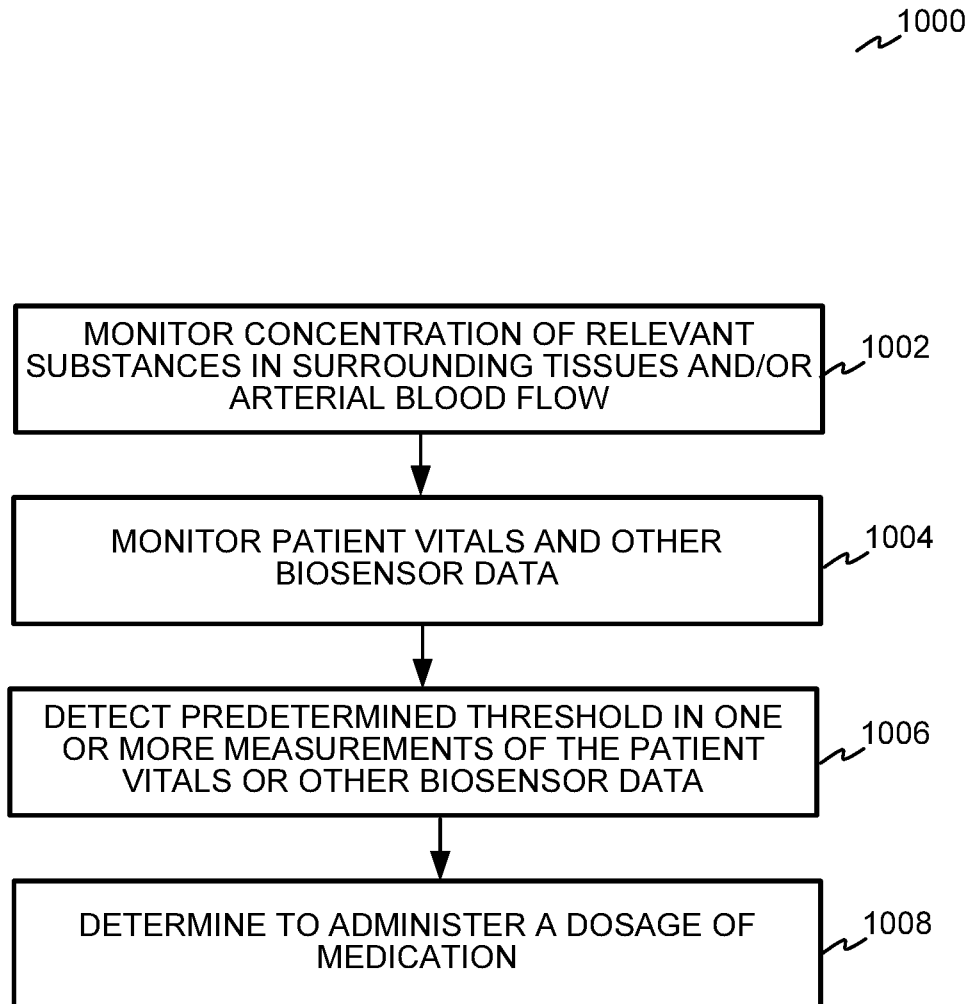 1000
MONITOR CONCENTRATION OF RELEVANT
SUBSTANCES IN SURROUNDING TISSUES AND/OR
ARTERIAL BLOOD FLOW
1002
MONITOR PATIENT VITALS AND OTHER
BIOSENSOR DATA
1004
DETECT PREDETERMINED THRESHOLD IN ONE
OR MORE MEASUREMENTS OF THE PATIENT
VITALS OR OTHER BIOSENSOR DATA
1006
DETERMINE TO ADMINISTER A DOSAGE OF
MEDICATION
1008